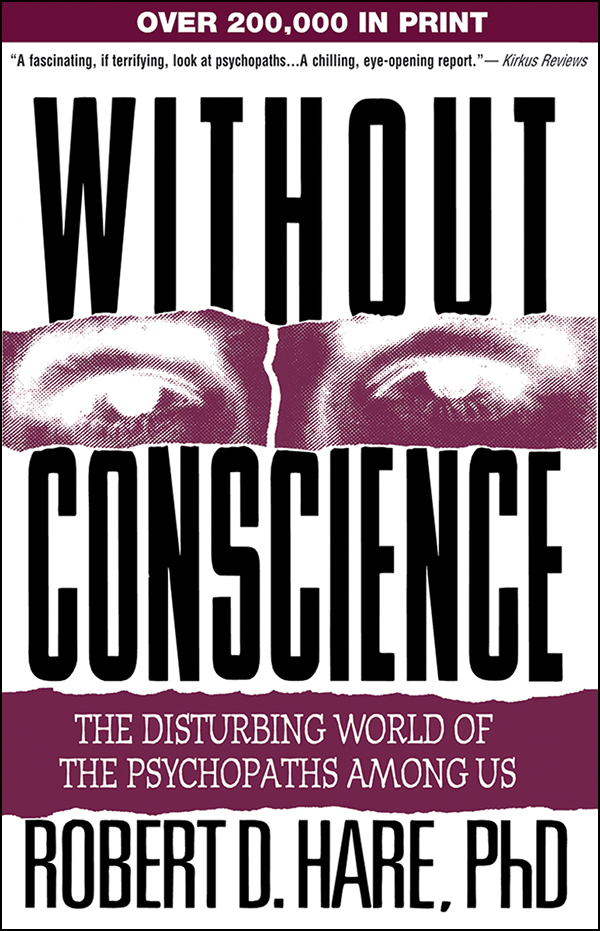 OVER 200,000 IN PRINT
“A fascinating, if terrifying, look at psychopaths...A chilling, eye-opening report.”— Kirkus Reviews
WITHOUT
CONSCIENCE
THE DISTURBING WORLD OF
THE PSYCHOPATHS AMONG US
ROBERT D. HARE, PhD